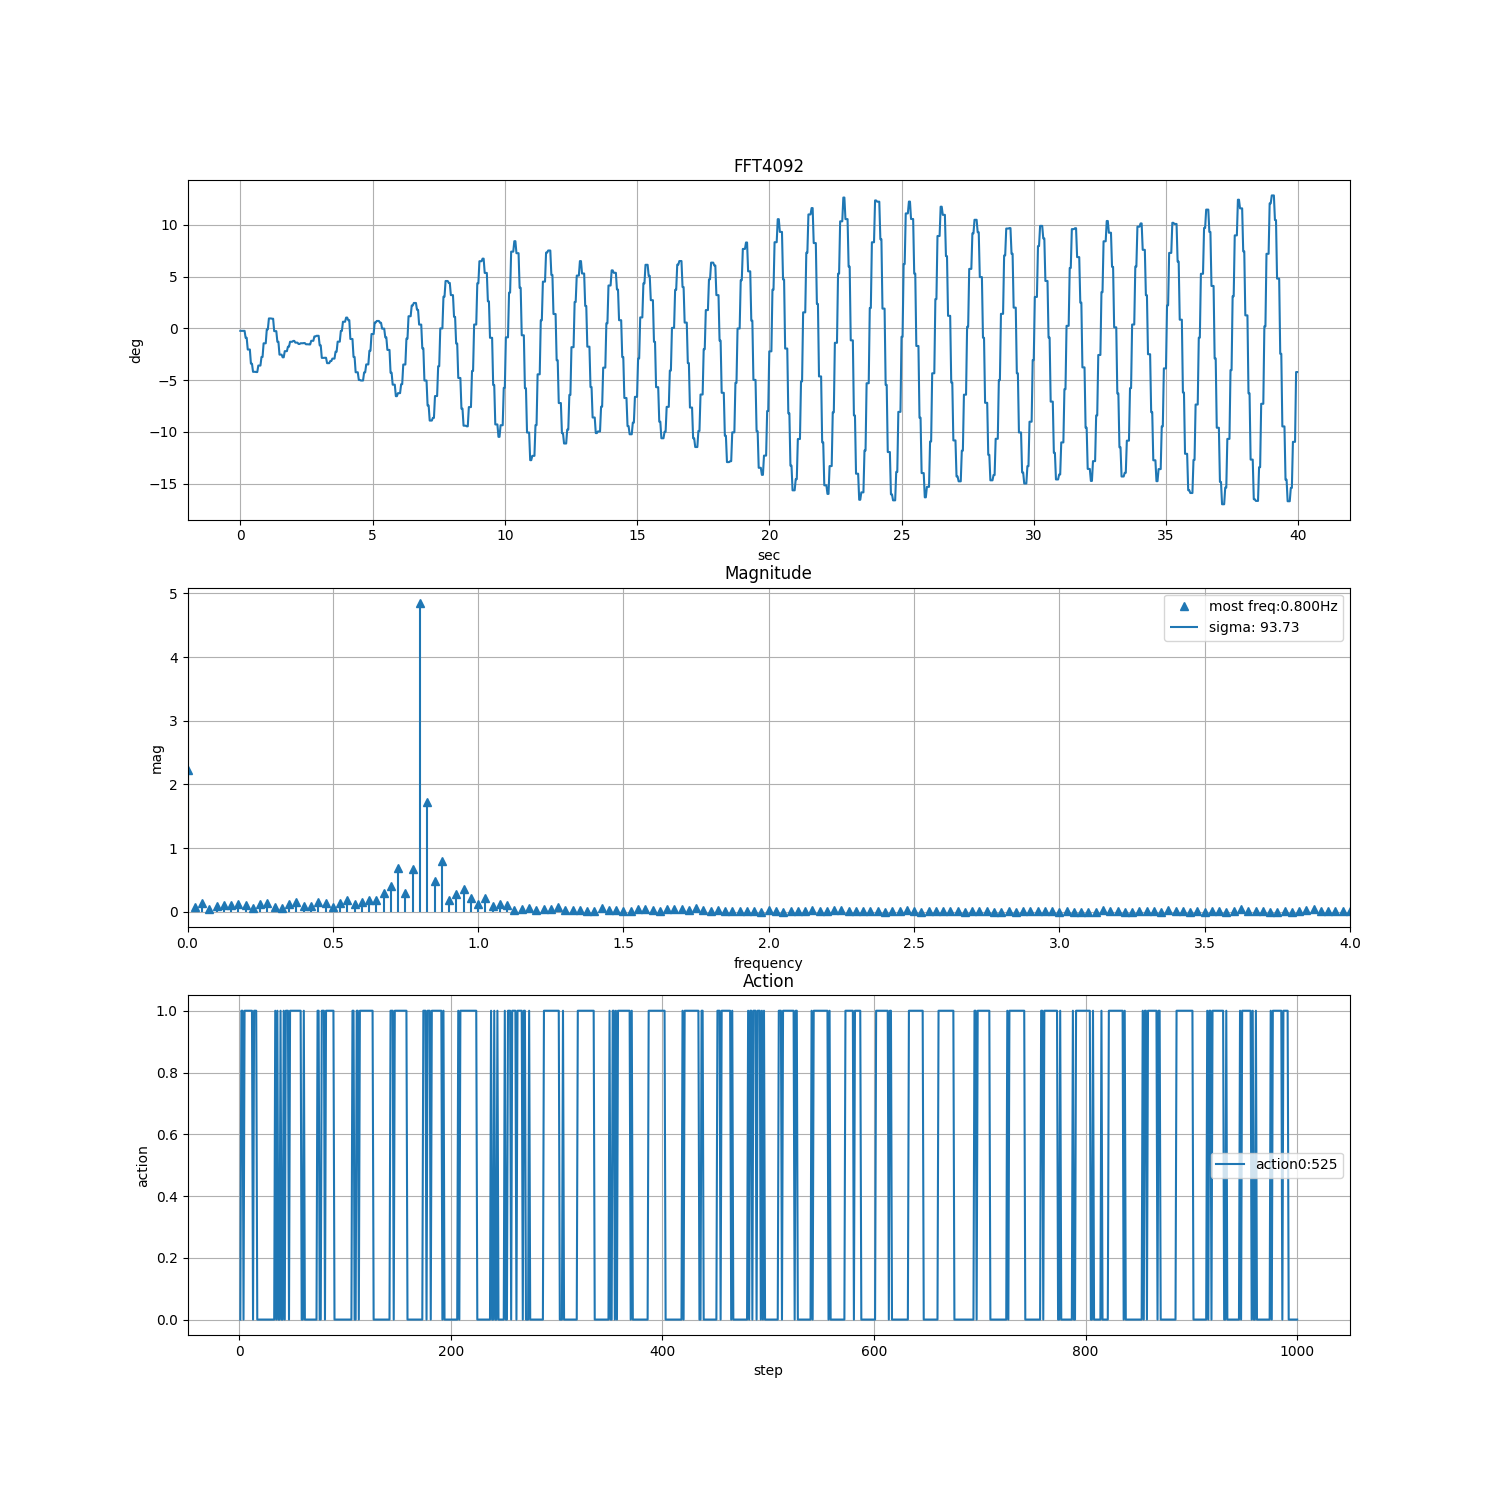 FFT4092
10
5
0
−5
−10
−15
deg
0 5 10 15 20 25 30 35 40
sec
Magnitude
5
4
3
2
1
0
mag
most freq:0.800Hz
sigma: 93.73
0.0 0.5 1.0 1.5 2.0 2.5 3.0 3.5 4.0
frequency
Action
1.0
0.8
0.6
0.4
0.2
0.0
action
action0:525
0 200 400 600 800 1000
step